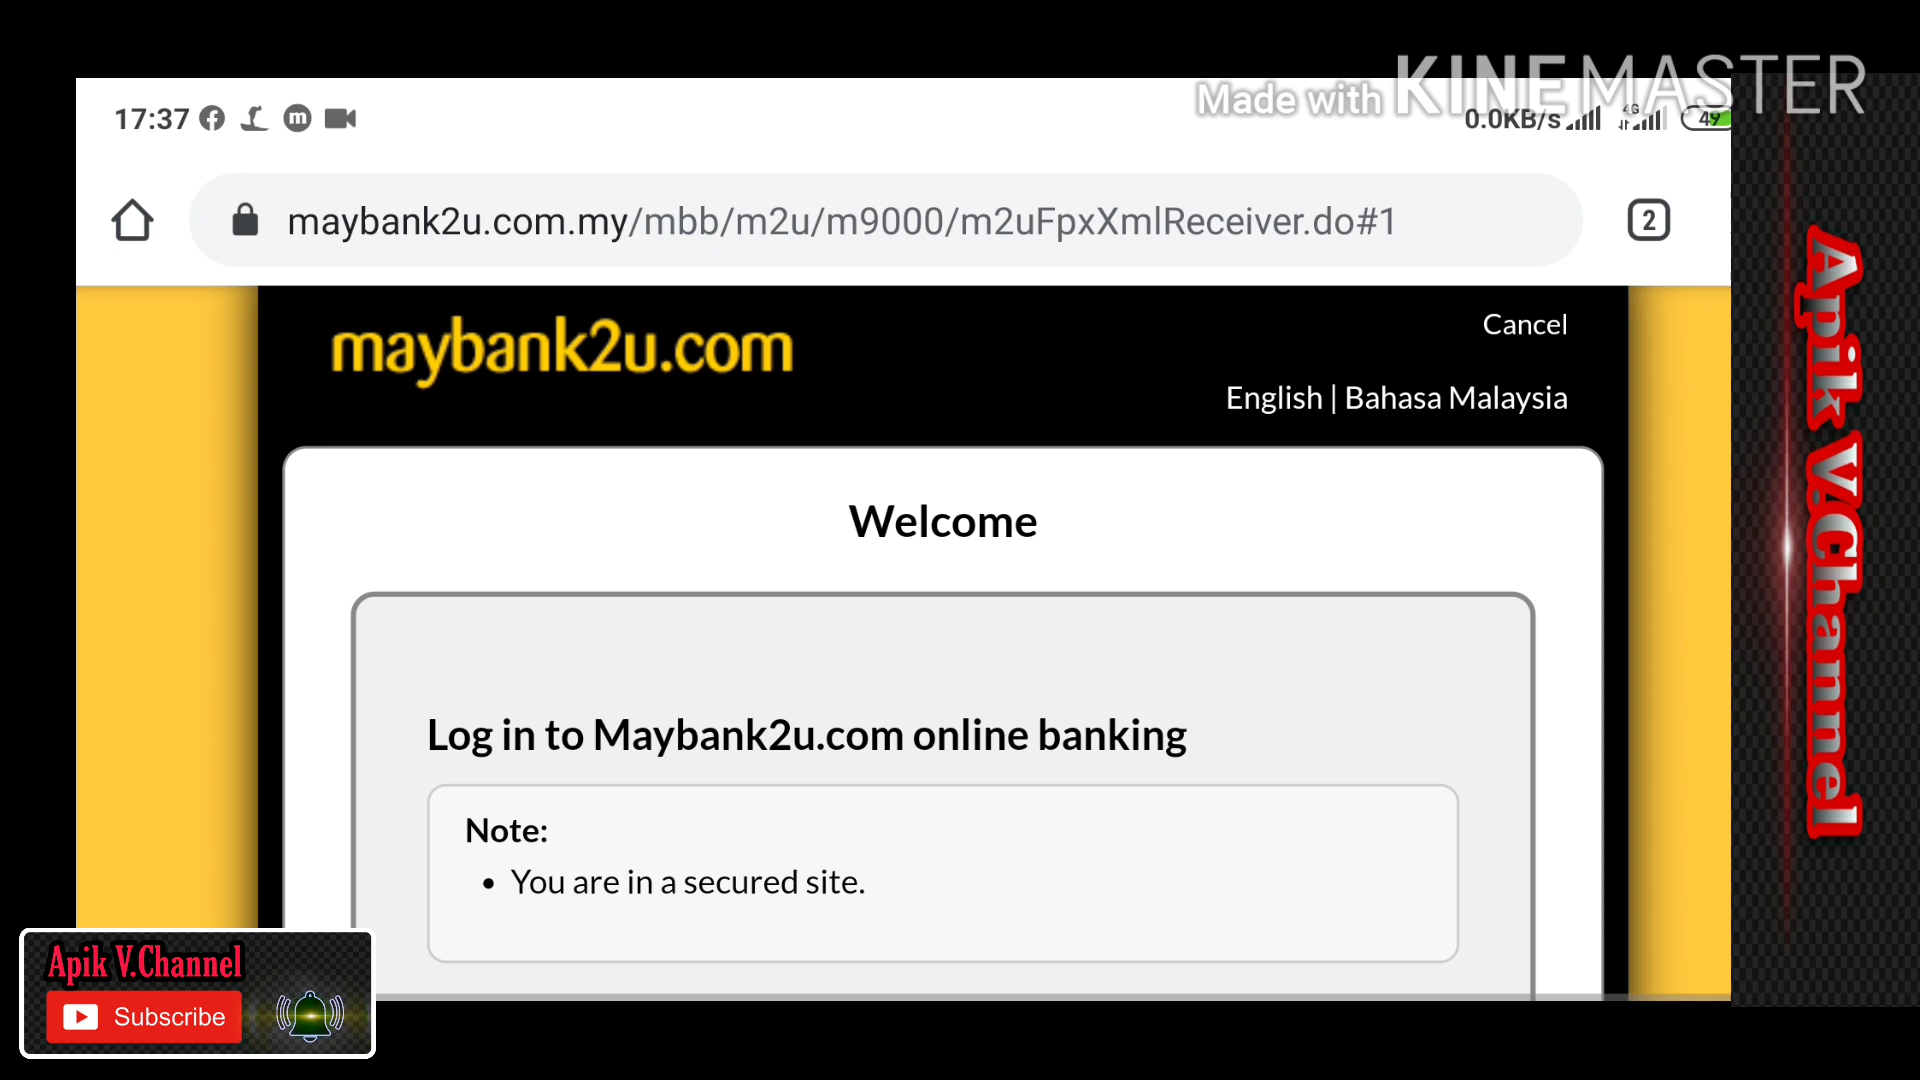 Made with KINEMASTER
17:37
0.0KB/s
4G
49
maybank2u.com.my/mbb/m2u/m9000/m2uFpxXmlReceiver.do#1
2
maybank2u.com
Cancel
English | Bahasa Malaysia
Welcome
Log in to Maybank2u.com online banking
Note:
• You are in a secured site.
Apik V.Channel
Subscribe
Apik V.Channel